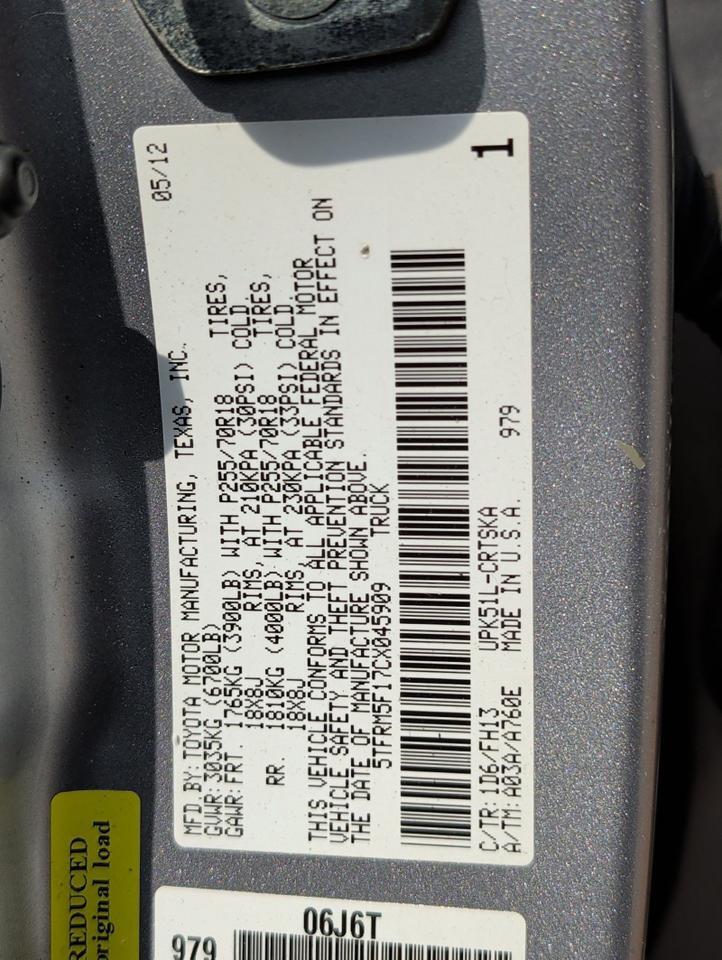 MFD.BY:TOYOTA MOTOR MANUFACTURING, TEXAS, INC. 05/12
GVWR:3035KG (6700LB)
GAWR:FRT. 1765KG (3900LB) WITH P255/70R18 TIRES,
18X8J RIMS, AT 210KPA (30PSI) COLD.
RR. 1810KG (4000LB) WITH P255/70R18 TIRES,
18X8J RIMS, AT 230KPA (33PSI) COLD.
THIS VEHICLE CONFORMS TO ALL APPLICABLE FEDERAL MOTOR
VEHICLE SAFETY AND THEFT PREVENTION STANDARDS IN EFFECT ON
THE DATE OF MANUFACTURE SHOWN ABOVE.
5TFRM5F17CX045909 TRUCK
C/TR:1D6/FH13 UPK51L-CRTSKA 1
A/TM:A03A/A760E MADE IN U.S.A. 979
REDUCED
original load
06J6T
979